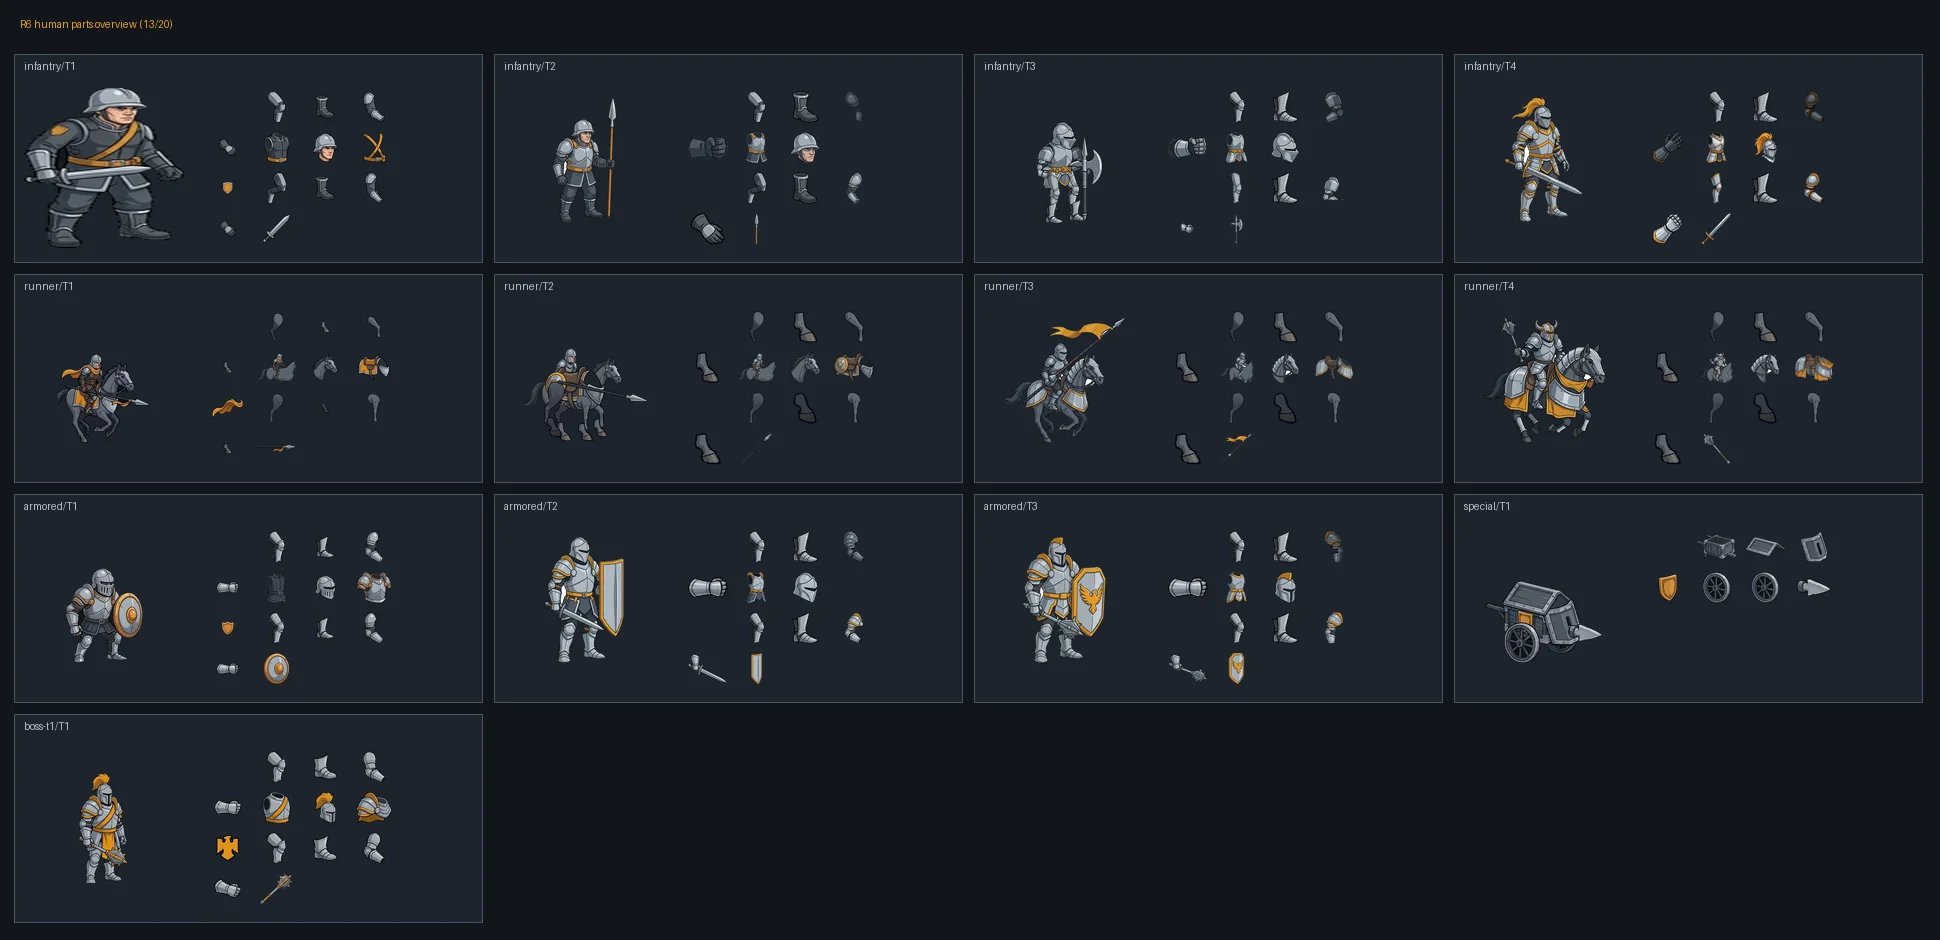 R6 human parts overview (13/20)
infantry/T1
infantry/T2
infantry/T3
infantry/T4
runner/T1
runner/T2
runner/T3
runner/T4
armored/T1
armored/T2
armored/T3
special/T1
boss-t1/T1